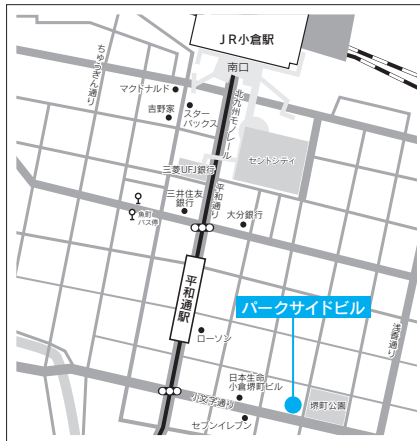 JR小倉駅
南口
ちゅうぎん通り
マクドナルド
吉野家
スター
バックス
北九州モノレール
セントシティ
三菱UFJ銀行
三井住友
銀行
平和通り
大分銀行
魚町
バス停
平和通駅
パークサイドビル
浅香通り
ローソン
日本生命
小倉堺町ビル
小文字通り
堺町公園
セブンイレブン